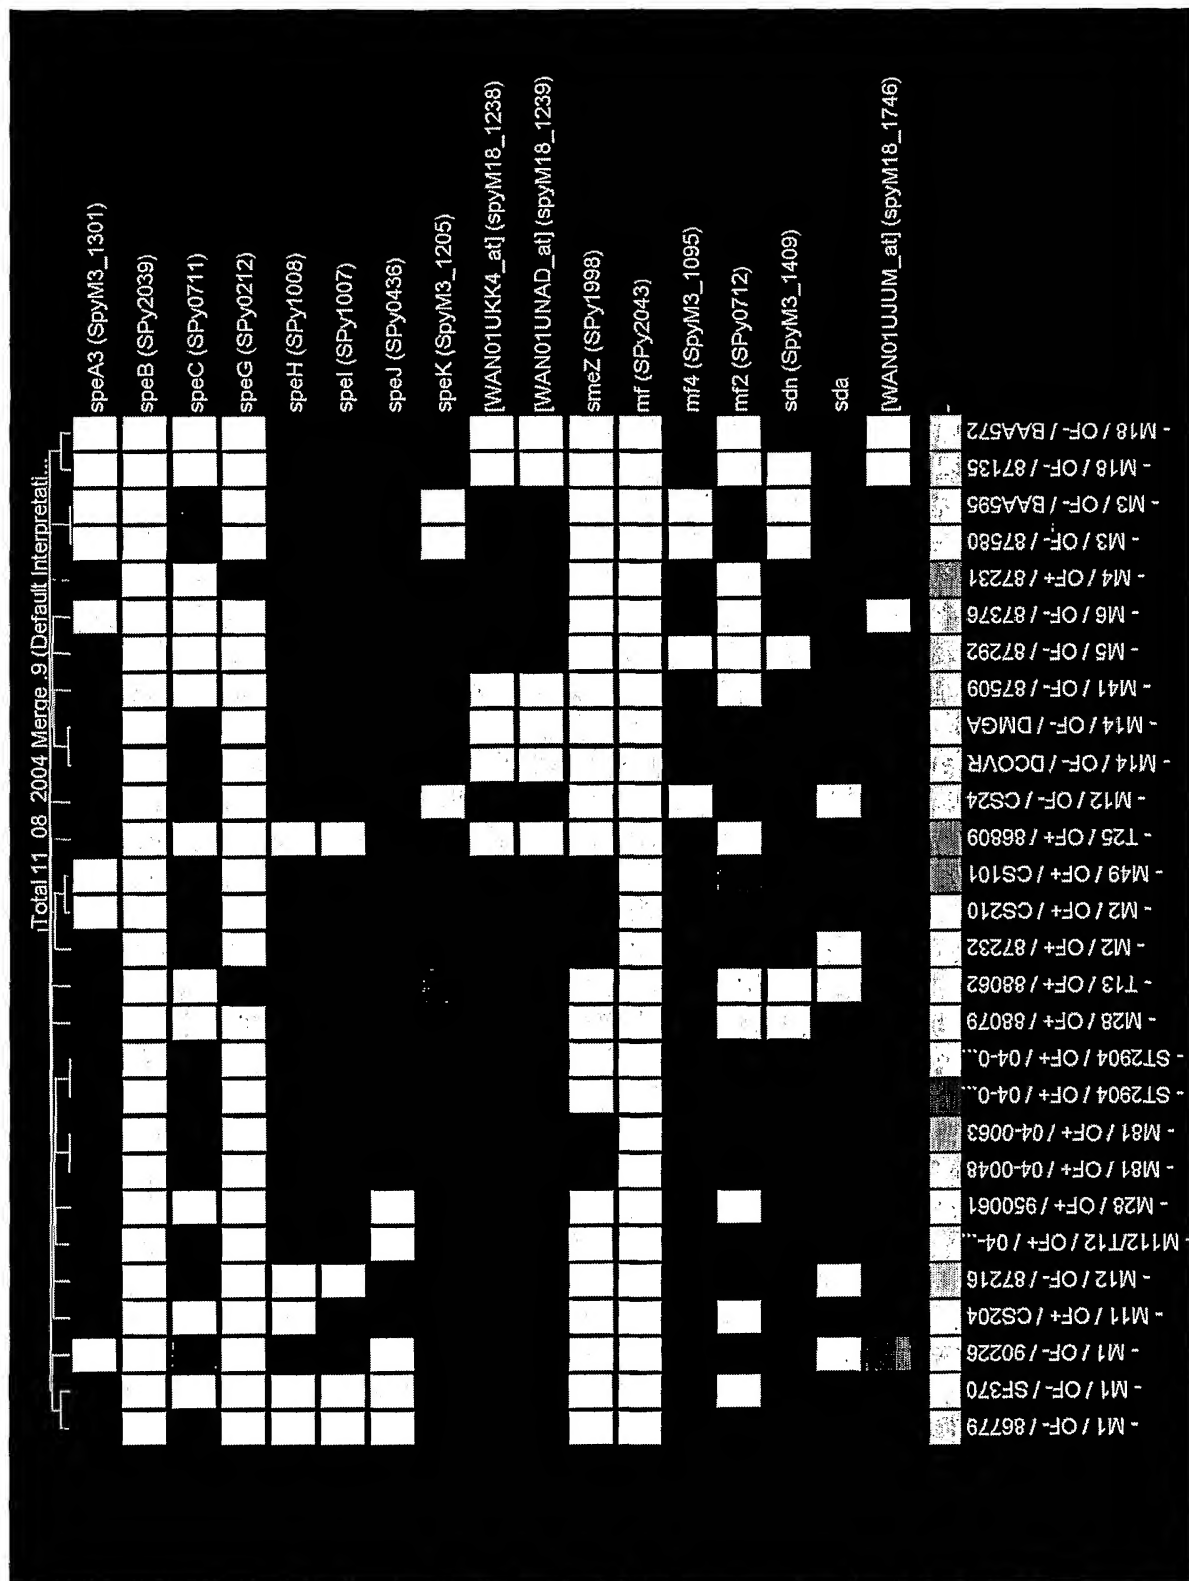 iTotal 11 08 2004 Merge .9 (Default Interpretati...
speA3 (SpyM3_1301)
speB (SPy2039)
speC (SPy0711)
speG (SPy0212)
speH (SPy1008)
speI (SPy1007)
speJ (SPy0436)
speK (SpyM3_1205)
[WAN01UKK4_at] (spyM18_1238)
[WAN01UNAD_at] (spyM18_1239)
smeZ (SPy1998)
mf (SPy2043)
mf4 (SpyM3_1095)
mf2 (SPy0712)
sdn (SpyM3_1409)
sda
[WAN01UJUM_at] (spyM18_1746)
-
- M18 / OF- / BAA572
- M18 / OF- / 87135
- M3 / OF- / BAA595
- M3 / OF- / 87580
- M4 / OF+ / 87231
- M6 / OF- / 87376
- M5 / OF- / 87292
- M41 / OF- / 87509
- M14 / OF- / DMGA
- M14 / OF- / DCOVR
- M12 / OF- / CS24
- T25 / OF+ / 86809
- M49 / OF+ / CS101
- M2 / OF+ / CS210
- M2 / OF+ / 87232
- T13 / OF+ / 88062
- M28 / OF+ / 88079
- ST2904 / OF+ / 04-0...
- ST2904 / OF+ / 04-0...
- M81 / OF+ / 04-0063
- M81 / OF+ / 04-0048
- M28 / OF+ / 950061
- M112/T12 / OF+ / 04-...
- M12 / OF- / 87216
- M11 / OF+ / CS204
- M1 / OF- / 90226
- M1 / OF- / SF370
- M1 / OF- / 86779